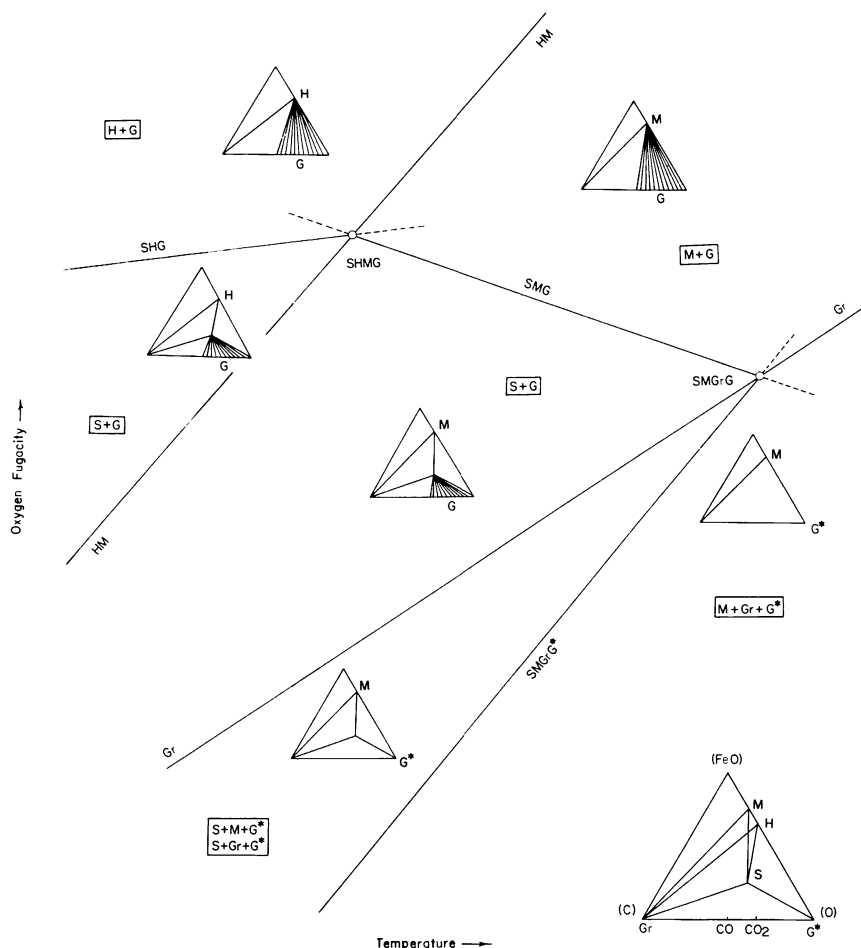 HM
H
H + G
G
M
G
SHG
SHMG
SMG
M + G
H
G
Gr
SMGrG
S + G
S + G
M
G
M
G*
HM
M + Gr + G*
SMGrG*
M
G*
Gr
S + M + G*
S + Gr + G*
(FeO)
M
H
S
(C)
(O)
Gr
CO
CO2
G*
Oxygen Fugacity →
Temperature →